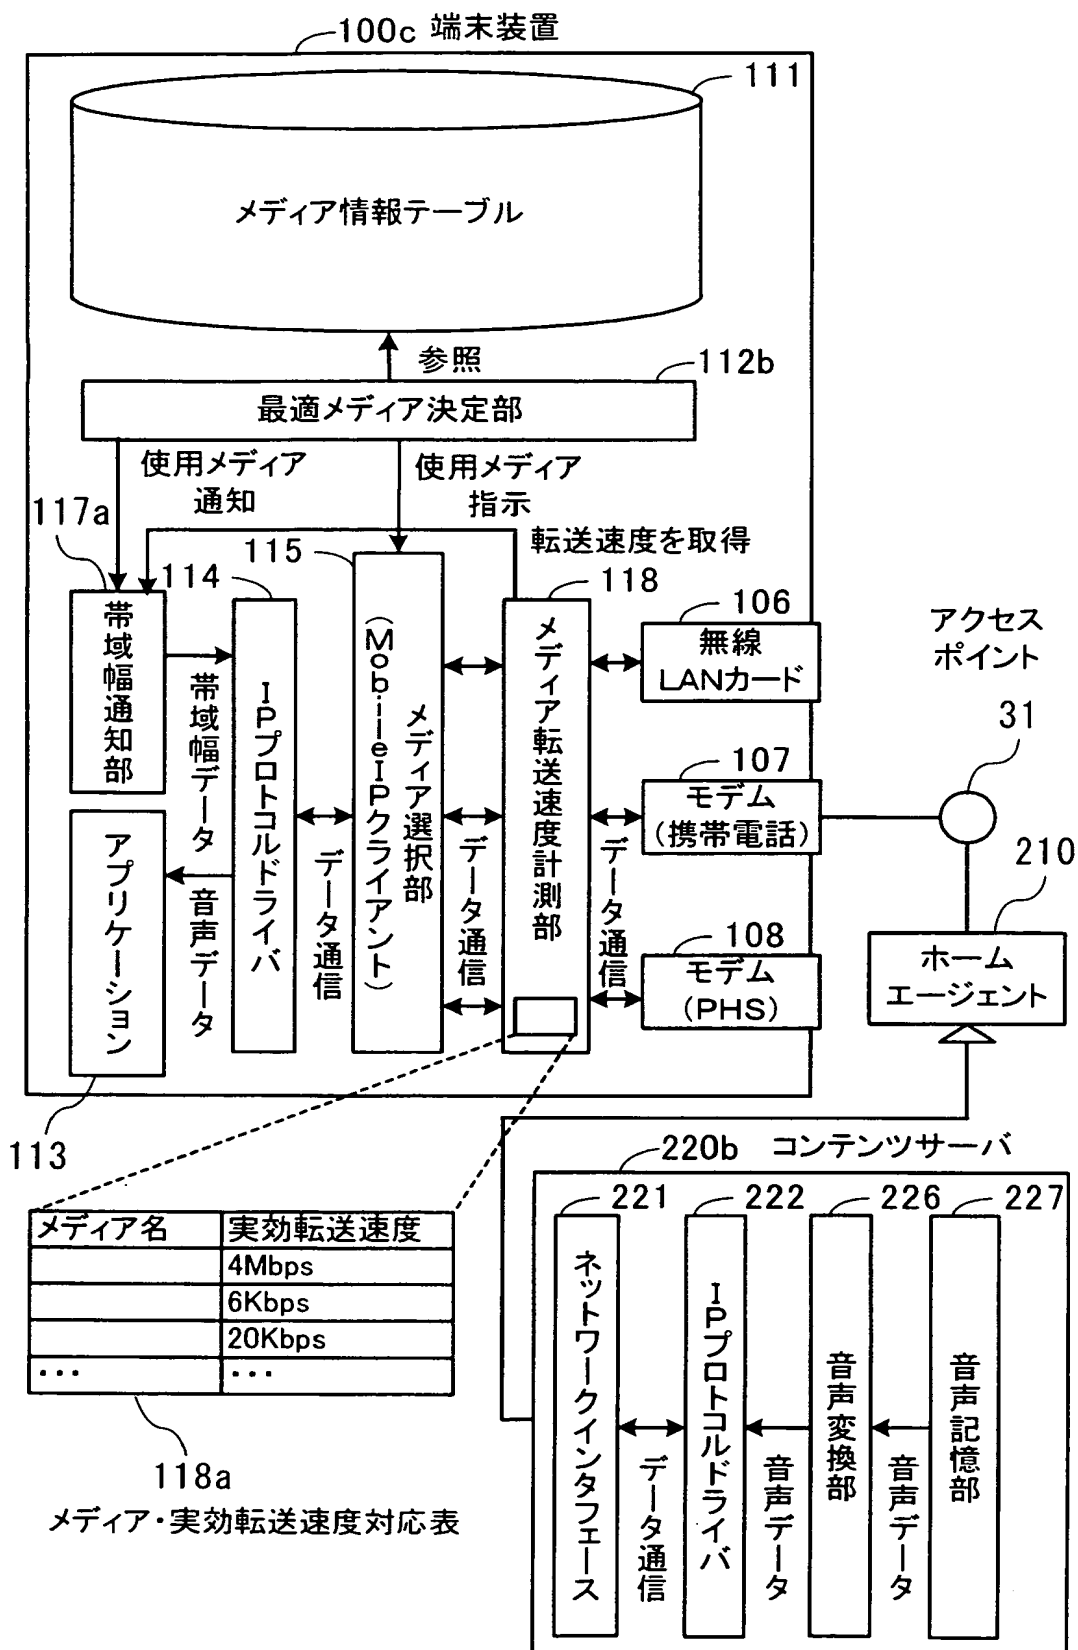 100c 端末装置
111
メディア情報テーブル
参照
112b
最適メディア決定部
使用メディア
通知
使用メディア
指示
転送速度を取得
117a
帯域幅通知部
帯域幅データ
114
IPプロトコルドライバ
115
メディア選択部
(MobileIPクライアント)
118
メディア転送速度計測部
106
無線
LANカード
107
モデム
(携帯電話)
108
モデム
(PHS)
アクセス
ポイント
31
210
ホーム
エージェント
アプリケーション
113
音声データ
データ通信
データ通信
データ通信
メディア名
実効転送速度
4Mbps
6Kbps
20Kbps
・・・
・・・
118a
メディア・実効転送速度対応表
220b コンテンツサーバ
221
ネットワークインタフェース
データ通信
222
IPプロトコルドライバ
音声データ
226
音声変換部
音声データ
227
音声記憶部